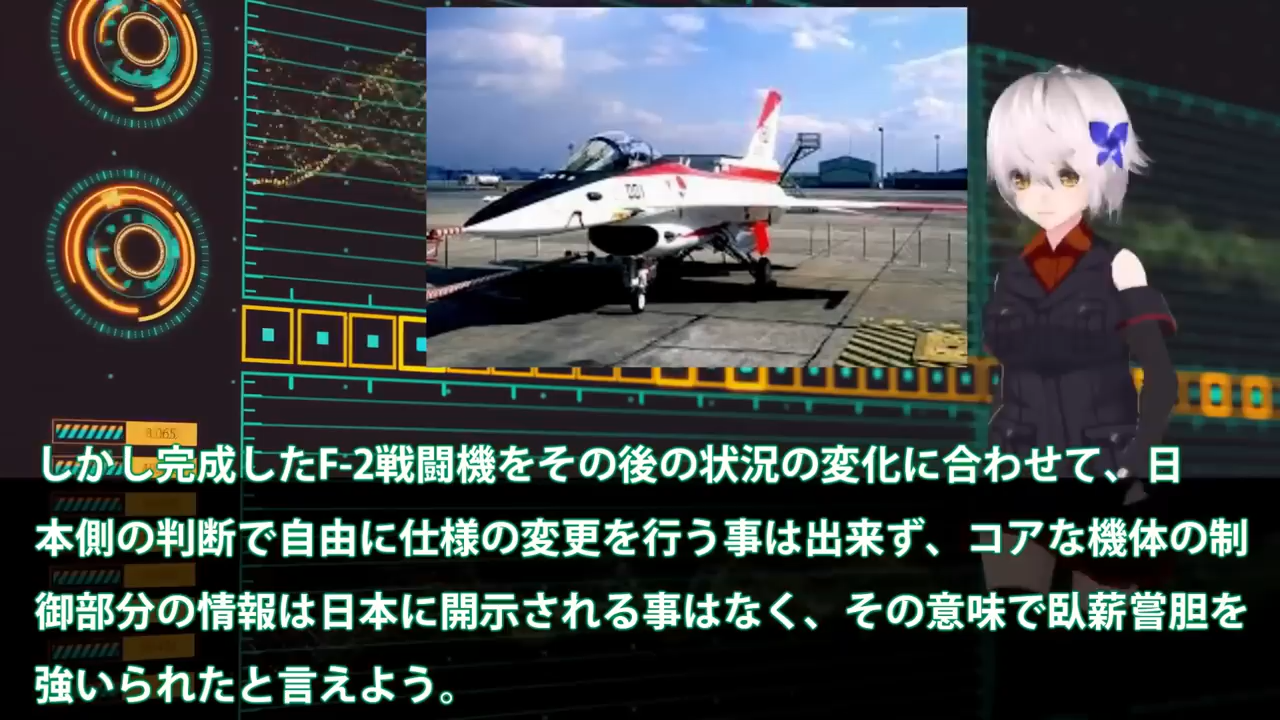 001
8.065
しかし完成したF-2戦闘機をその後の状況の変化に合わせて、日
本側の判断で自由に仕様の変更を行う事は出来ず、コアな機体の制
御部分の情報は日本に開示される事はなく、その意味で臥薪嘗胆を
強いられたと言えよう。